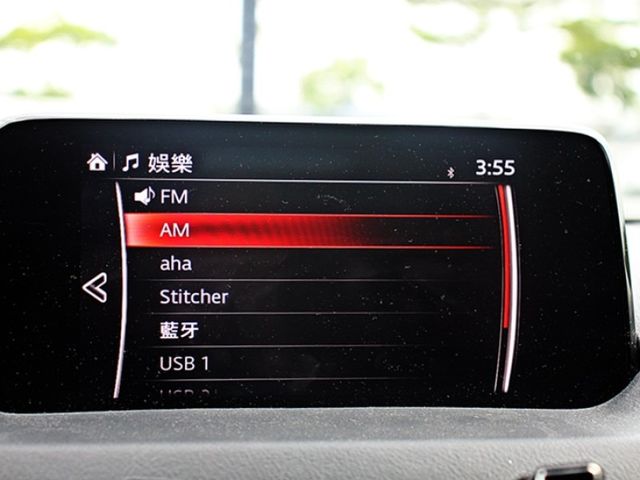 娛樂
3:55
FM
AM
aha
Stitcher
藍牙
USB 1